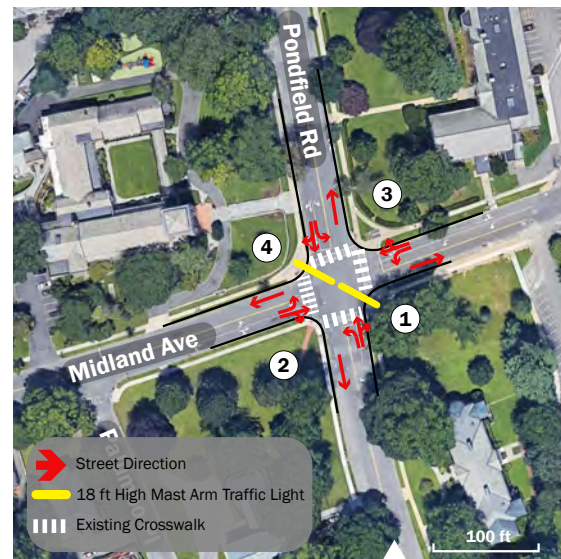 Pondfield Rd
3
4
1
Midland Ave
2
Street Direction
18 ft High Mast Arm Traffic Light
Existing Crosswalk
100 ft